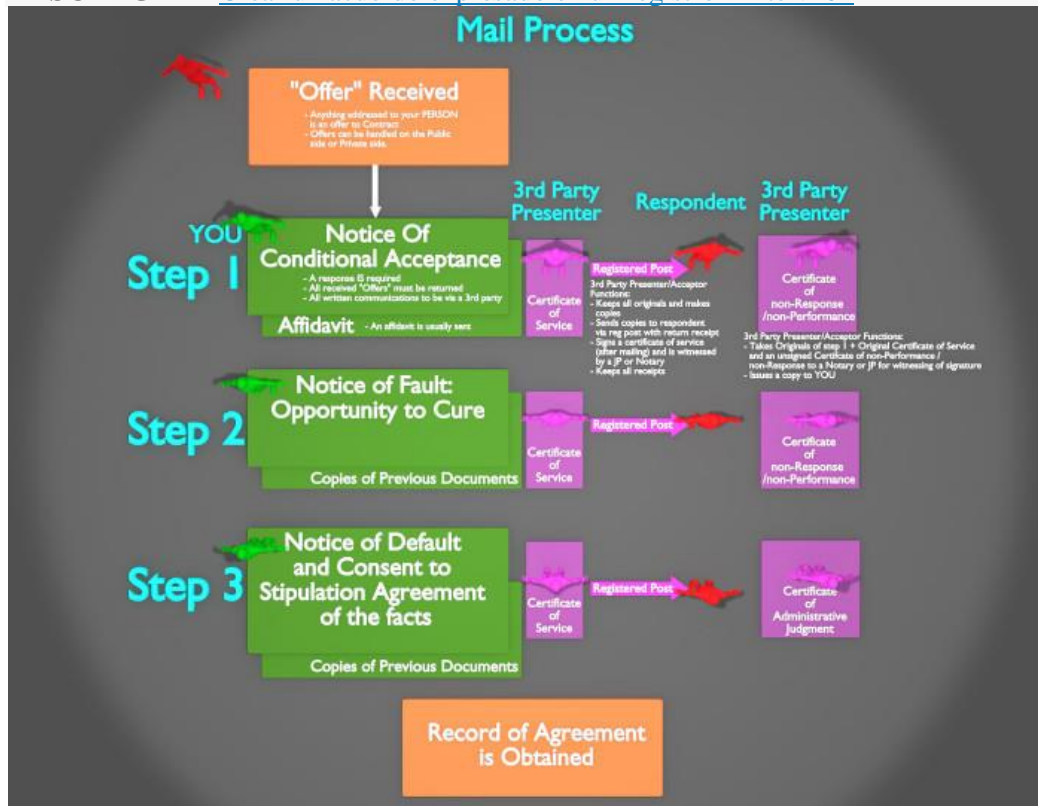 Mail Process
"Offer" Received
- Anything addressed to your PERSON
is an offer to Contract
- Offers can be handled on the Public
side or Private side.
3rd Party
Presenter
Respondent
3rd Party
Presenter
YOU
Step 1
Notice Of
Conditional Acceptance
- A response IS required
- All received "Offers" must be returned
- All written communications to be via a 3rd party
Affidavit - An affidavit is usually sent
Certificate
of
Service
Registered Post
3rd Party Presenter/Acceptor
Functions:
- Keeps all originals and makes
copies
- Sends copies to respondent
via reg post with return receipt
- Signs a certificate of service
(after mailing) and is witnessed
by a JP or Notary
- Keeps all receipts
Certificate
of
non-Response
/non-Performance
3rd Party Presenter/Acceptor Functions:
- Takes Originals of step 1 + Original Certificate of Service
and an unsigned Certifcate of non-Performance /
non-Response to a Notary or JP for witnessing of signature
- Issues a copy to YOU
Step 2
Notice of Fault:
Opportunity to Cure
Copies of Previous Documents
Certificate
of
Service
Registered Post
Certificate
of
non-Response
/non-Performance
Step 3
Notice of Default
and Consent to
Stipulation Agreement
of the facts
Copies of Previous Documents
Certificate
of
Service
Registered Post
Certificate
of
Administrative
Judgment
Record of Agreement
is Obtained